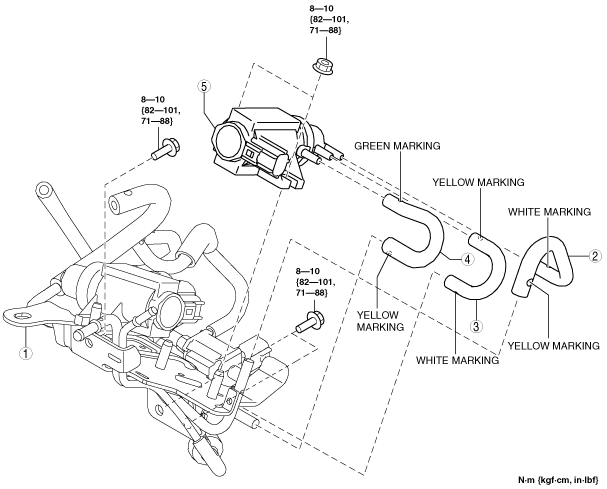 8—10
{82—101,
71—88}
5
8—10
{82—101,
71—88}
GREEN MARKING
YELLOW MARKING
WHITE MARKING
2
4
8—10
{82—101,
71—88}
YELLOW
MARKING
3
1
YELLOW MARKING
WHITE MARKING
N·m {kgf·cm, in·lbf}